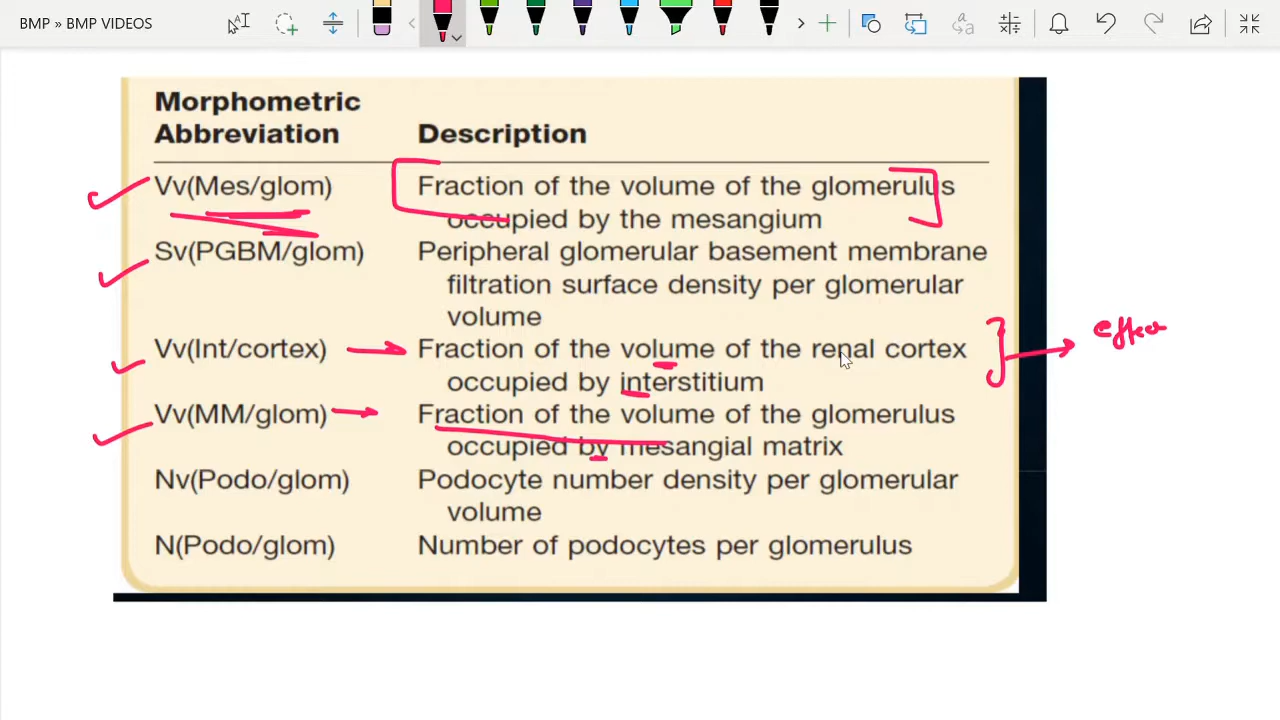 BMP » BMP VIDEOS
Morphometric
Abbreviation Description
Vv(Mes/glom) Fraction of the volume of the glomerulus
occupied by the mesangium
Sv(PGBM/glom) Peripheral glomerular basement membrane
filtration surface density per glomerular
volume
effec
Vv(Int/cortex) Fraction of the volume of the renal cortex
occupied by interstitium
Vv(MM/glom) Fraction of the volume of the glomerulus
occupied by mesangial matrix
Nv(Podo/glom) Podocyte number density per glomerular
volume
N(Podo/glom) Number of podocytes per glomerulus